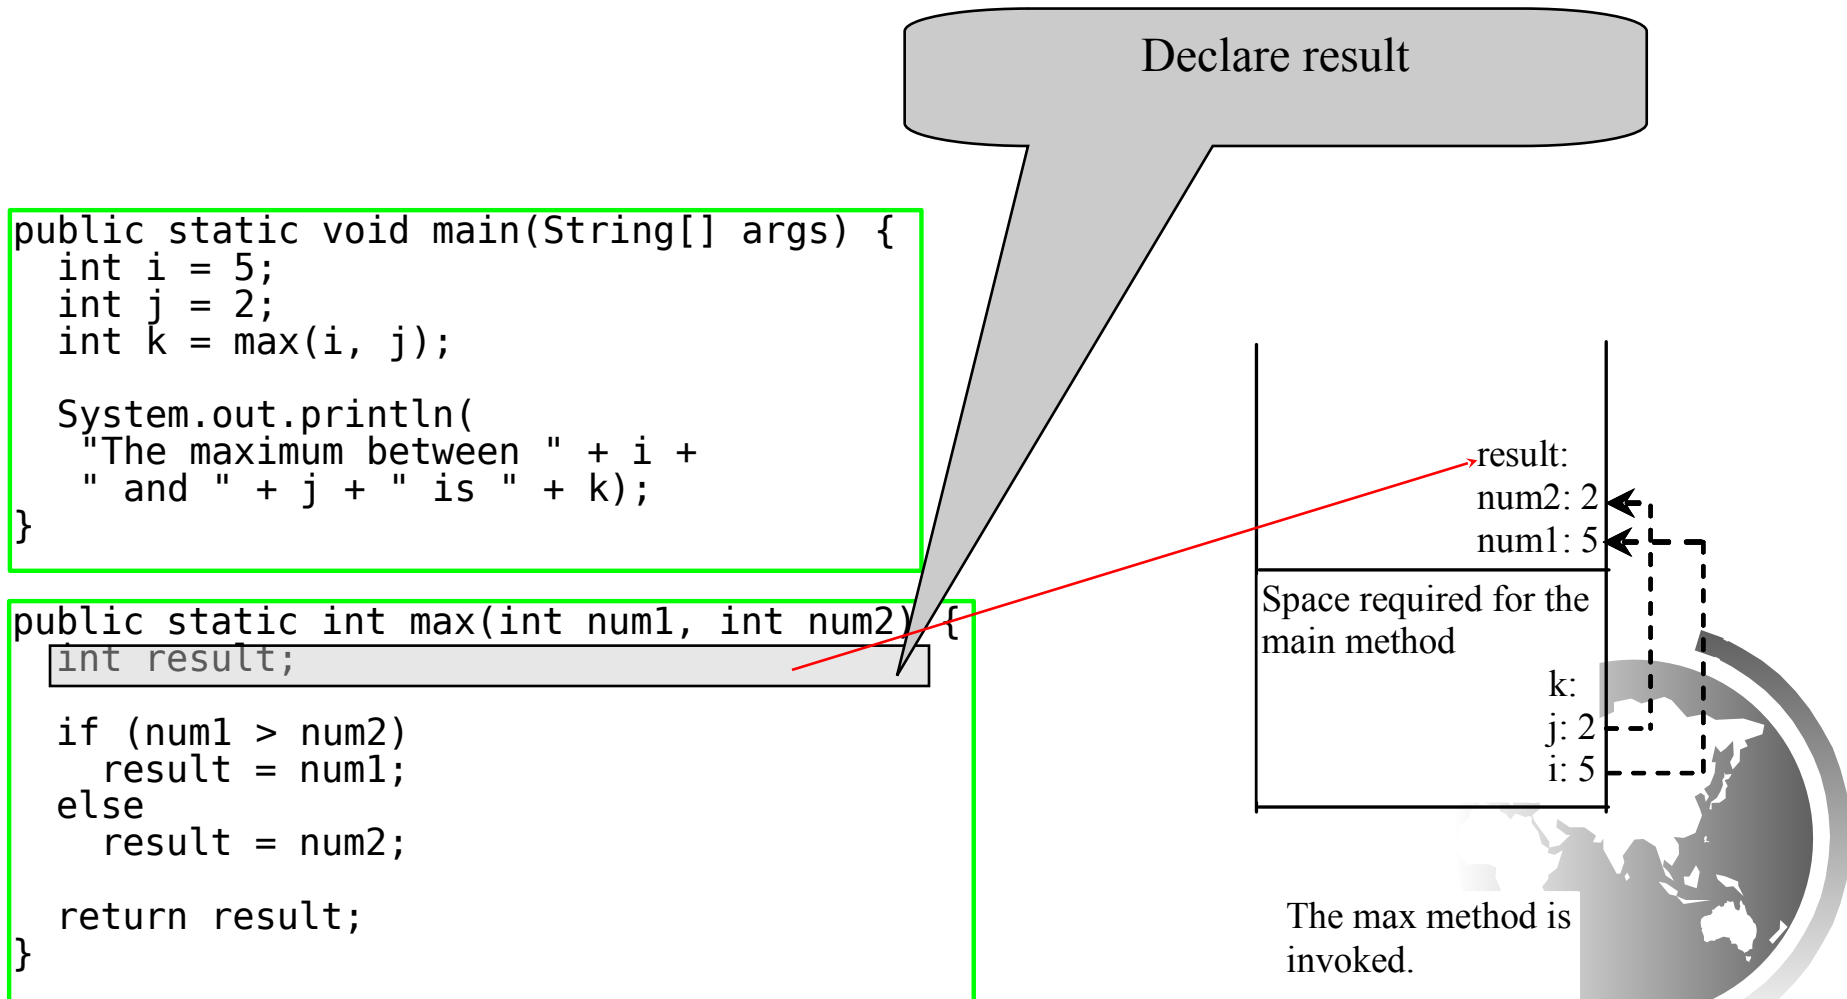 Declare result
public static void main(String[] args) {
  int i = 5;
  int j = 2;
  int k = max(i, j);
  System.out.println(
   "The maximum between " + i +
   " and " + j + " is " + k);
}
public static int max(int num1, int num2) {
  int result;
  if (num1 > num2)
    result = num1;
  else
    result = num2;
  return result;
}
result:
num2: 2
num1: 5
Space required for the
main method
k:
j: 2
i: 5
The max method is
invoked.